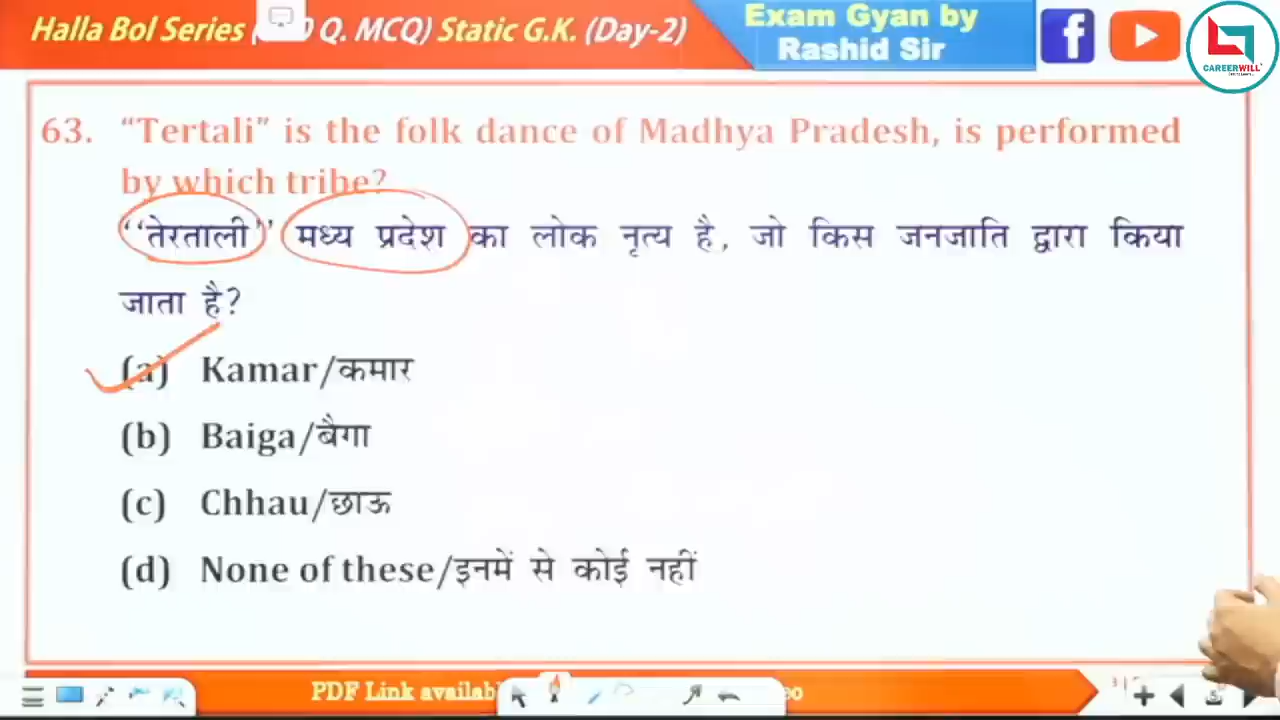 Halla Bol Series (0 Q. MCQ) Static G.K. (Day-2)
Exam Gyan by
Rashid Sir
CAREERWILL
63. “Tertali” is the folk dance of Madhya Pradesh, is performed
by which tribe?
‘‘तेरताली’’ मध्य प्रदेश का लोक नृत्य है, जो किस जनजाति द्वारा किया
जाता है?
(a) Kamar/कमार
(b) Baiga/बैगा
(c) Chhau/छाऊ
(d) None of these/इनमें से कोई नहीं
PDF Link